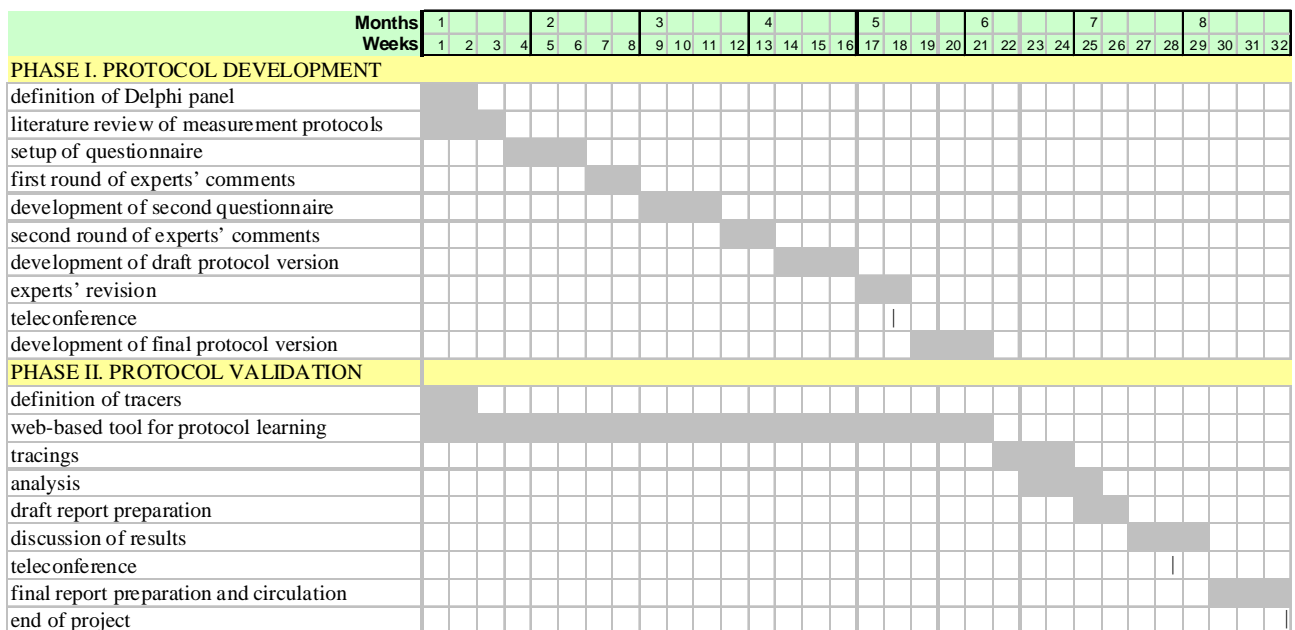 Months 1 2 3 4 5 6 7 8
Weeks 1 2 3 4 5 6 7 8 9 10 11 12 13 14 15 16 17 18 19 20 21 22 23 24 25 26 27 28 29 30 31 32
PHASE I. PROTOCOL DEVELOPMENT
definition of Delphi panel
literature review of measurement protocols
setup of questionnaire
first round of experts’ comments
development of second questionnaire
second round of experts’ comments
development of draft protocol version
experts’ revision
teleconference
development of final protocol version
PHASE II. PROTOCOL VALIDATION
definition of tracers
web-based tool for protocol learning
tracings
analysis
draft report preparation
discussion of results
teleconference
final report preparation and circulation
end of project